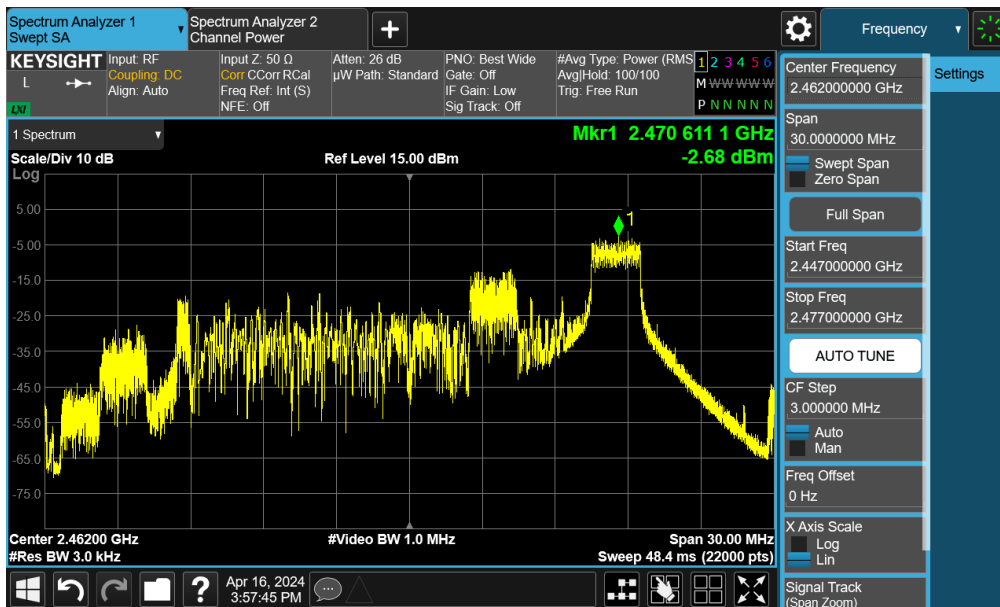 Spectrum Analyzer 1
Swept SA
Spectrum Analyzer 2
Channel Power
Frequency
KEYSIGHT
L
LXI
Input: RF
Coupling: DC
Align: Auto
Input Z: 50 Ω
Corr CCorr RCal
Freq Ref: Int (S)
NFE: Off
Atten: 26 dB
µW Path: Standard
PNO: Best Wide
Gate: Off
IF Gain: Low
Sig Track: Off
#Avg Type: Power (RMS
Avg|Hold: 100/100
Trig: Free Run
1 2 3 4 5 6
M W W W W W
P N N N N N
1 Spectrum
Scale/Div 10 dB
Log
Ref Level 15.00 dBm
Mkr1 2.470 611 1 GHz
-2.68 dBm
5.00
-5.00
-15.0
-25.0
-35.0
-45.0
-55.0
-65.0
-75.0
1
Center 2.46200 GHz
#Res BW 3.0 kHz
#Video BW 1.0 MHz
Span 30.00 MHz
Sweep 48.4 ms (22000 pts)
Center Frequency
2.462000000 GHz
Span
30.0000000 MHz
Swept Span
Zero Span
Full Span
Start Freq
2.447000000 GHz
Stop Freq
2.477000000 GHz
AUTO TUNE
CF Step
3.000000 MHz
Auto
Man
Freq Offset
0 Hz
X Axis Scale
Log
Lin
Signal Track
(Span Zoom)
Settings
?
Apr 16, 2024
3:57:45 PM